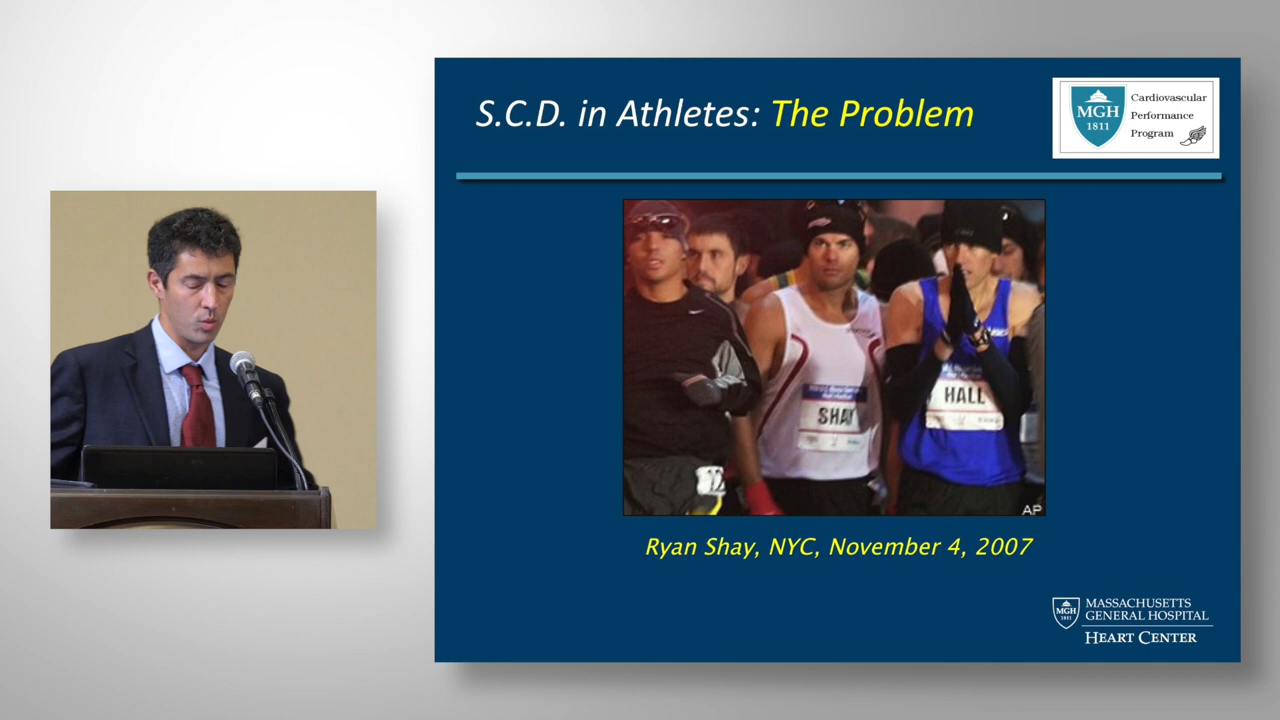 S.C.D. in Athletes: The Problem
MGH
1811
Cardiovascular
Performance
Program
SHAY
HALL
AP
Ryan Shay, NYC, November 4, 2007
MGH
1811
MASSACHUSETTS
GENERAL HOSPITAL
HEART CENTER